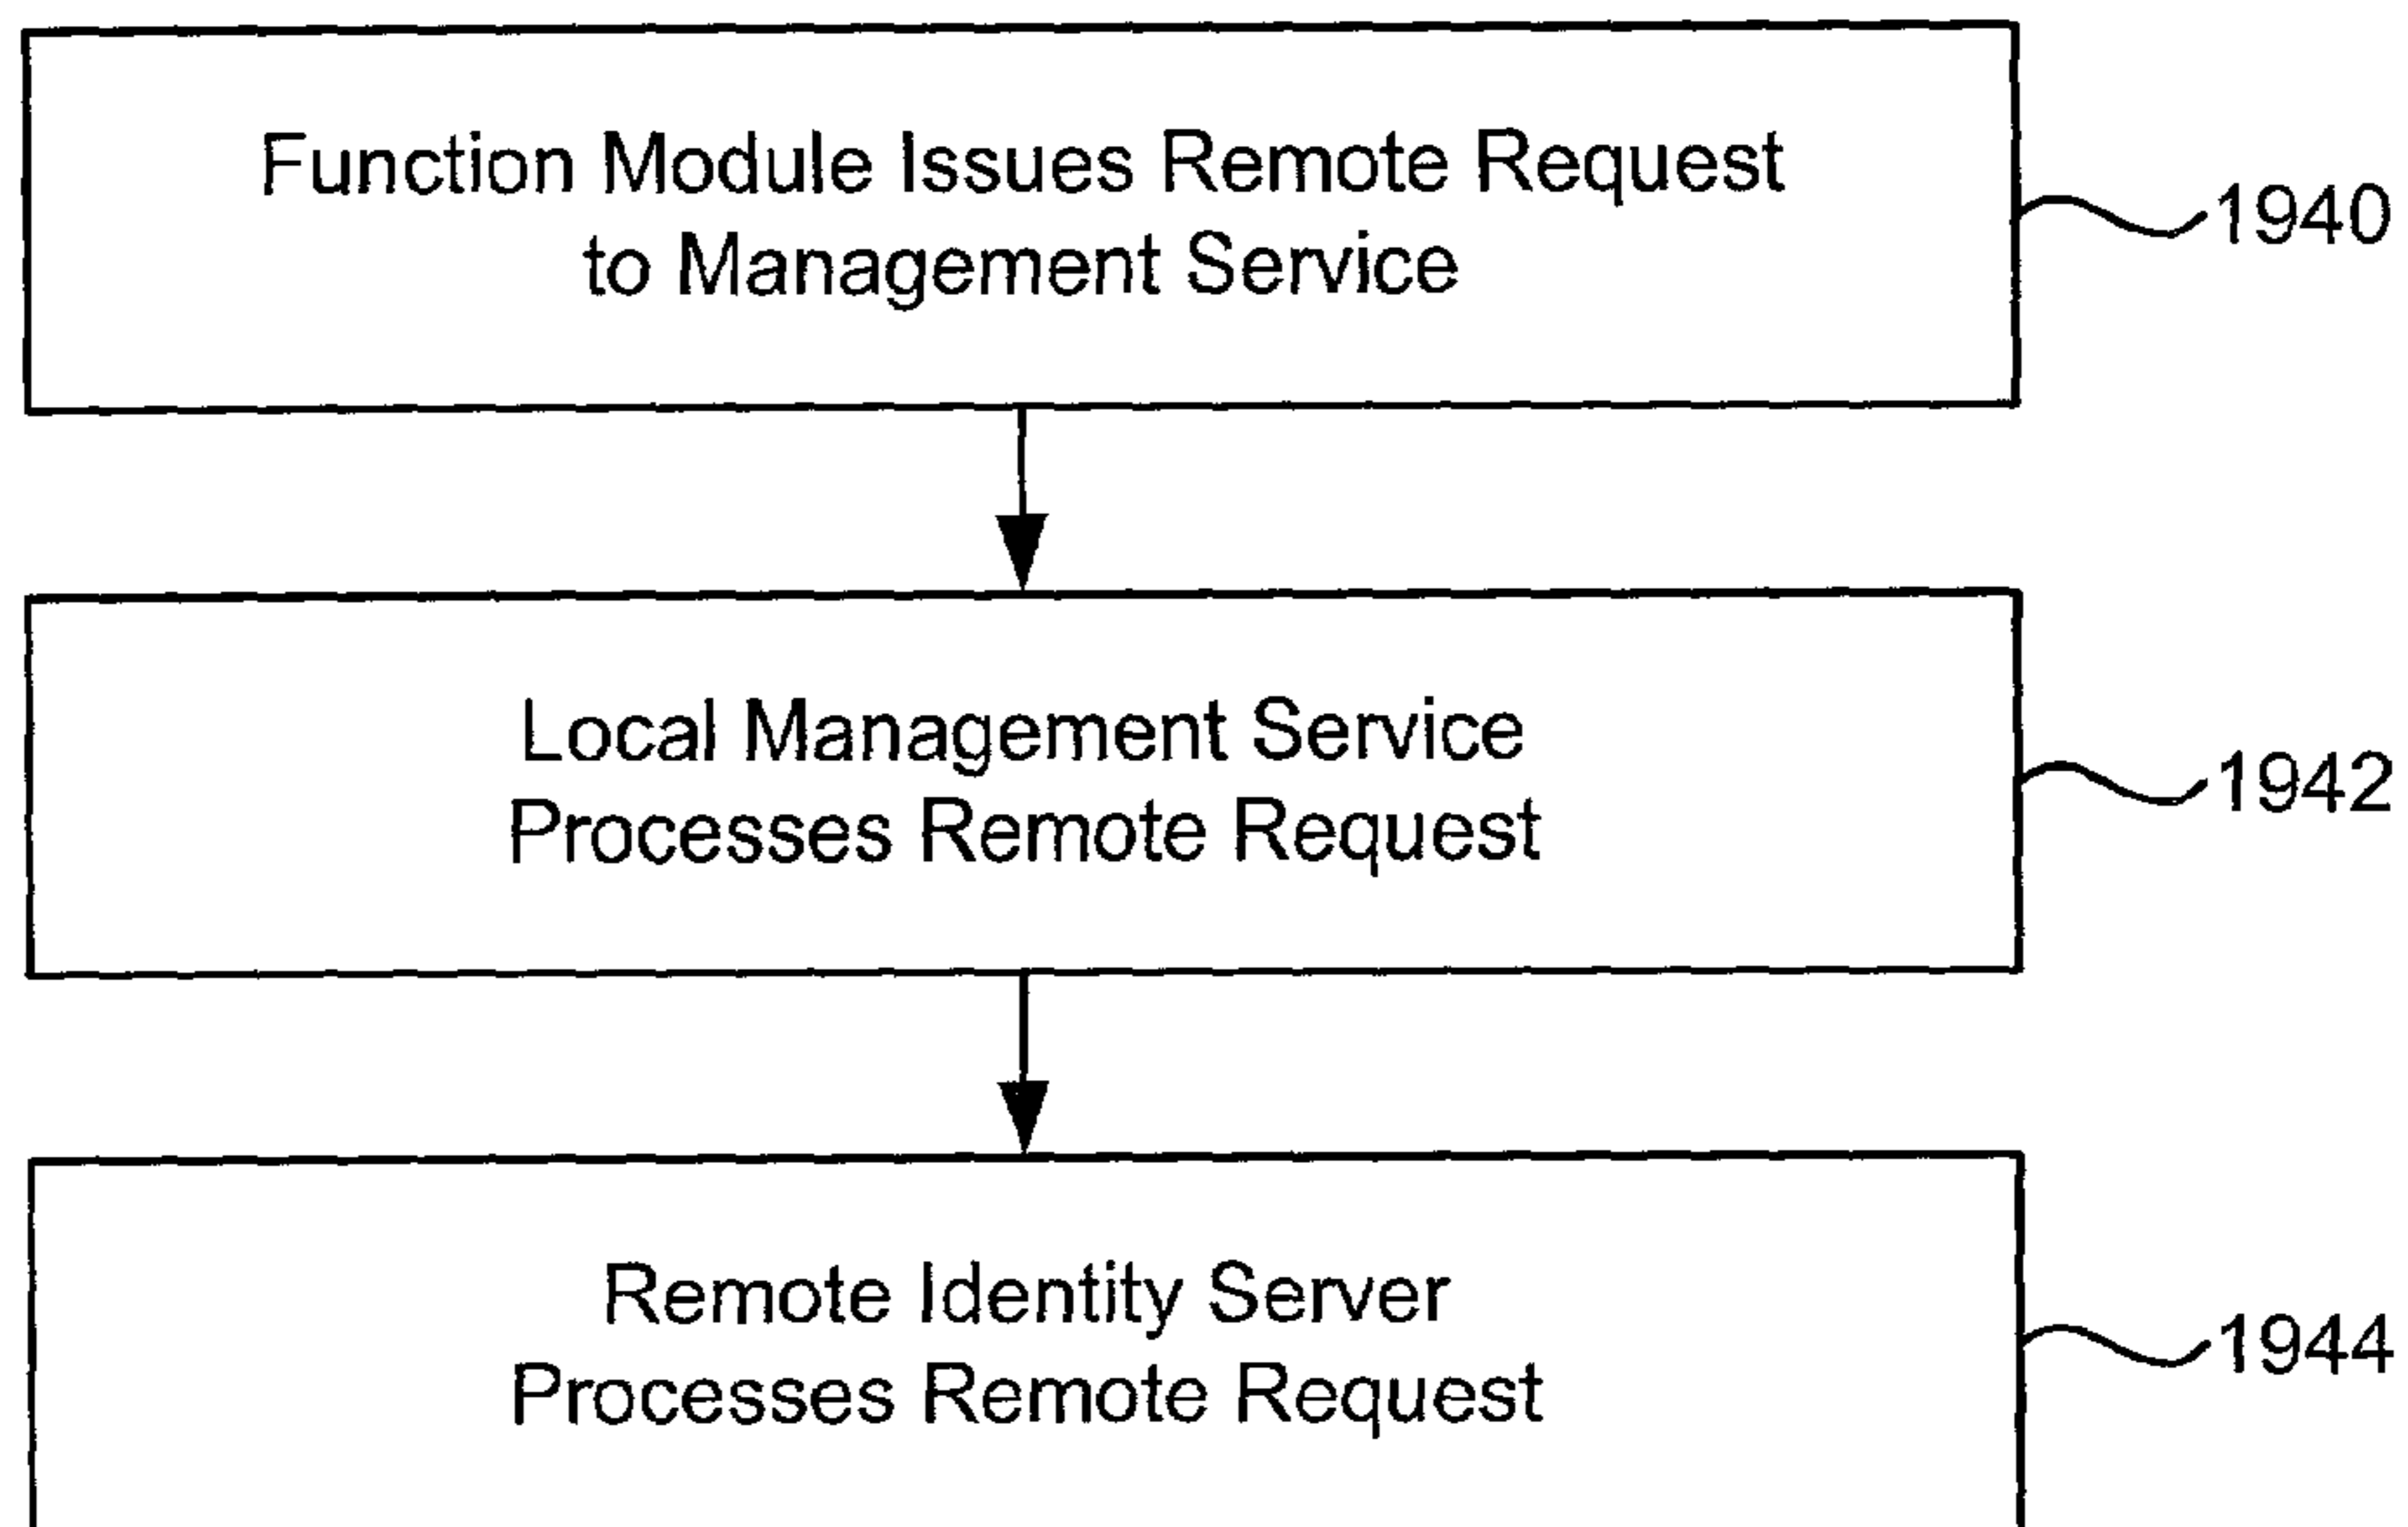 Function Module Issues Remote Request
to Management Service
1940
Local Management Service
Processes Remote Request
1942
Remote Identity Server
Processes Remote Request
1944